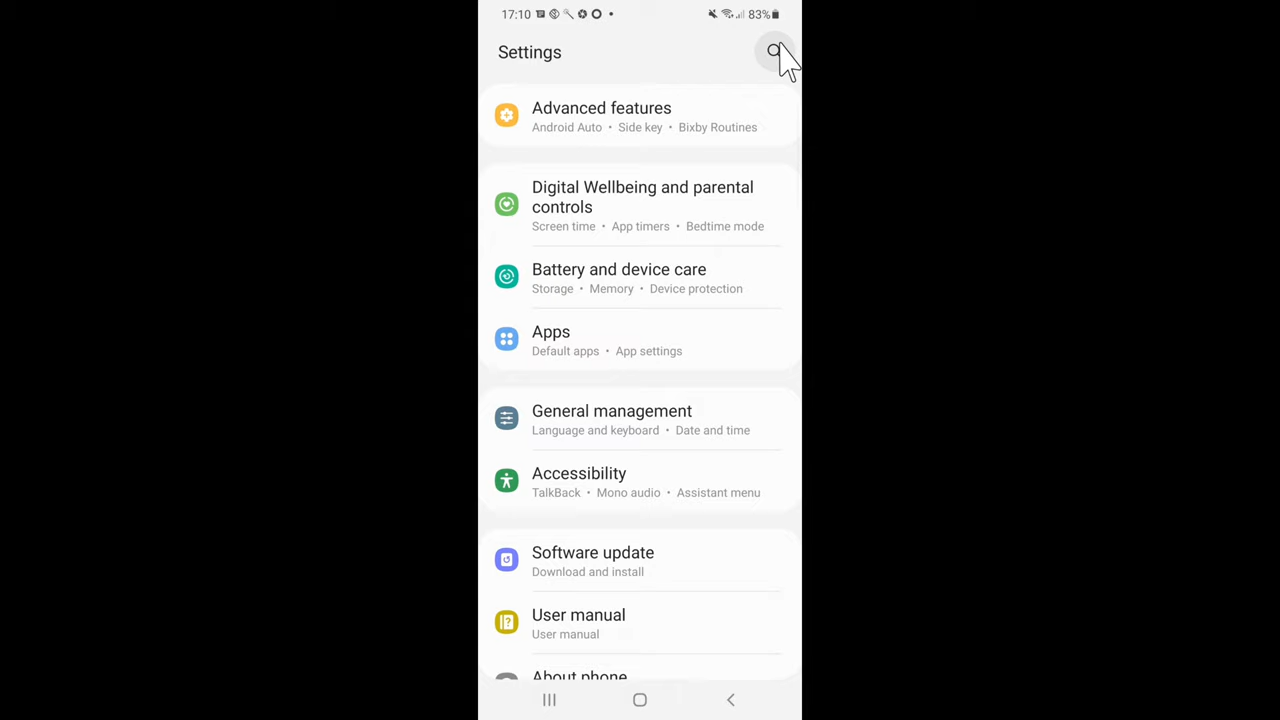 17:10 83%
Settings
Advanced features
Android Auto • Side key • Bixby Routines
Digital Wellbeing and parental
controls
Screen time • App timers • Bedtime mode
Battery and device care
Storage • Memory • Device protection
Apps
Default apps • App settings
General management
Language and keyboard • Date and time
Accessibility
TalkBack • Mono audio • Assistant menu
Software update
Download and install
User manual
User manual
About phone